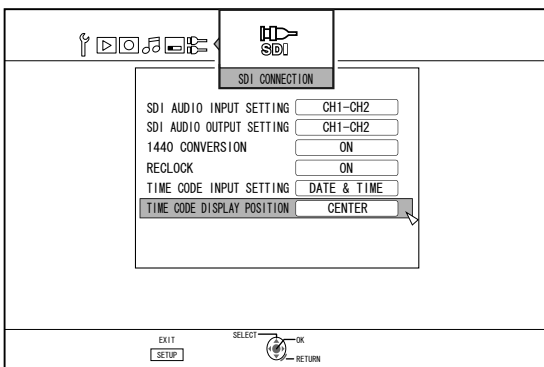 SDI
SDI CONNECTION
SDI AUDIO INPUT SETTING CH1-CH2
SDI AUDIO OUTPUT SETTING CH1-CH2
1440 CONVERSION ON
RECLOCK ON
TIME CODE INPUT SETTING DATE & TIME
TIME CODE DISPLAY POSITION CENTER
EXIT
SETUP
SELECT
OK
RETURN